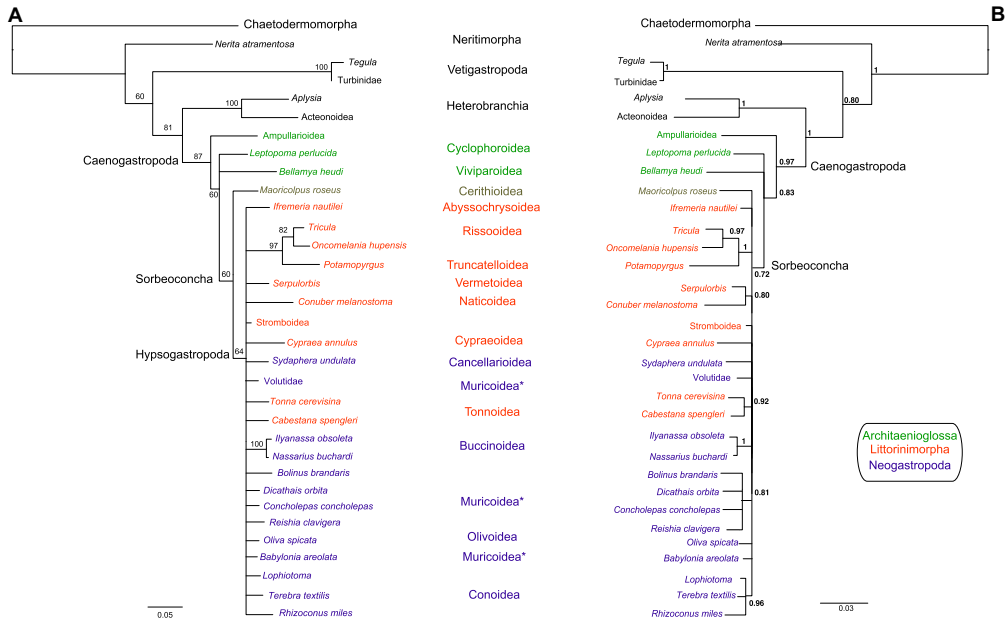 A
B
Chaetodermomorpha
Chaetodermomorpha
Nerita atramentosa
Neritimorpha
Nerita atramentosa
100
Tegula
Vetigastropoda
Tegula
1
1
Turbinidae
Turbinidae
60
0.80
Aplysia
Heterobranchia
Aplysia
100
1
Acteonoidea
Acteonoidea
81
1
Ampullarioidea
Ampullarioidea
Caenogastropoda
87
Leptopoma perlucida
Cyclophoroidea
Leptopoma perlucida
0.97
Caenogastropoda
Bellamya heudi
Viviparoidea
Bellamya heudi
60
Maoricolpus roseus
Cerithioidea
Maoricolpus roseus
0.83
Ifremeria nautilei
Abyssochrysoidea
Ifremeria nautilei
82
Tricula
Rissooidea
Tricula
0.97
97
Oncomelania hupensis
Oncomelania hupensis
1
Potamopyrgus
Truncatelloidea
Potamopyrgus
Sorbeoconcha
60
0.72
Sorbeoconcha
Serpulorbis
Vermetoidea
Serpulorbis
0.80
Conuber melanostoma
Naticoidea
Conuber melanostoma
Stromboidea
Stromboidea
Cypraea annulus
Cypraeoidea
Cypraea annulus
Hypsogastropoda
64
Sydaphera undulata
Cancellarioidea
Sydaphera undulata
Volutidae
Muricoidea*
Volutidae
Tonna cerevisina
Tonnoidea
Tonna cerevisina
0.92
Cabestana spengleri
Cabestana spengleri
100
Ilyanassa obsoleta
Buccinoidea
Ilyanassa obsoleta
1
Nassarius buchardi
Nassarius buchardi
Architaenioglossa
Littorinimorpha
Neogastropoda
Bolinus brandaris
Bolinus brandaris
Dicathais orbita
Muricoidea*
Dicathais orbita
0.81
Concholepas concholepas
Concholepas concholepas
Reishia clavigera
Reishia clavigera
Oliva spicata
Olivoidea
Oliva spicata
Babylonia areolata
Muricoidea*
Babylonia areolata
Lophiotoma
Lophiotoma
Terebra textilis
Conoidea
Terebra textilis
0.96
Rhizoconus miles
Rhizoconus miles
0.05
0.03